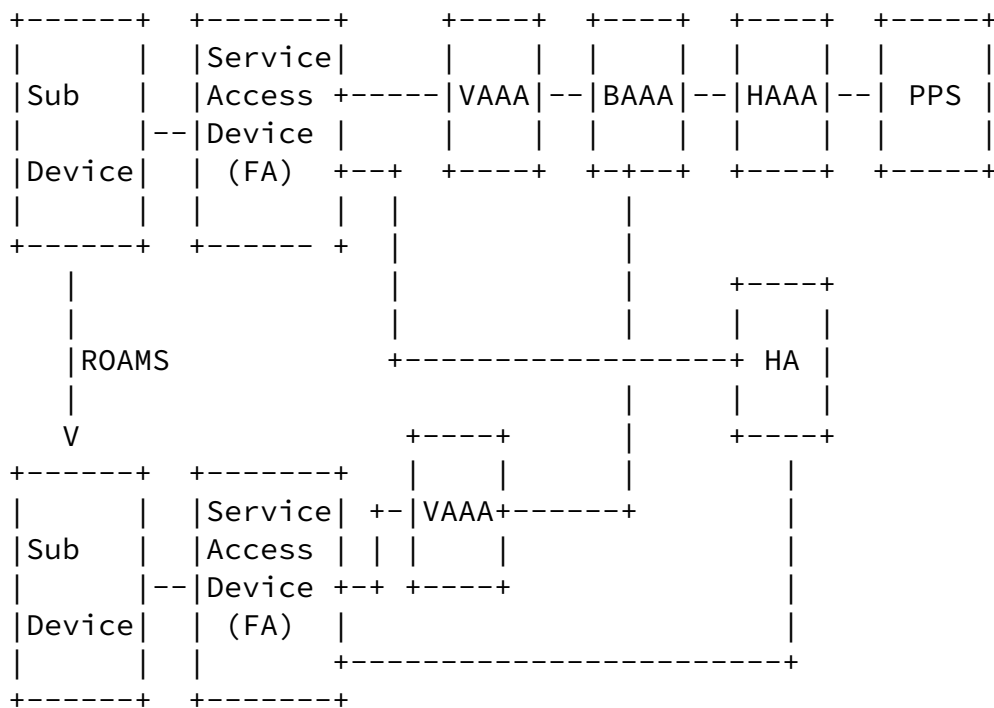 Service
Sub Access VAAA BAAA HAAA PPS
Device
Device (FA)
ROAMS HA
Service VAAA
Sub Access
Device
Device (FA)